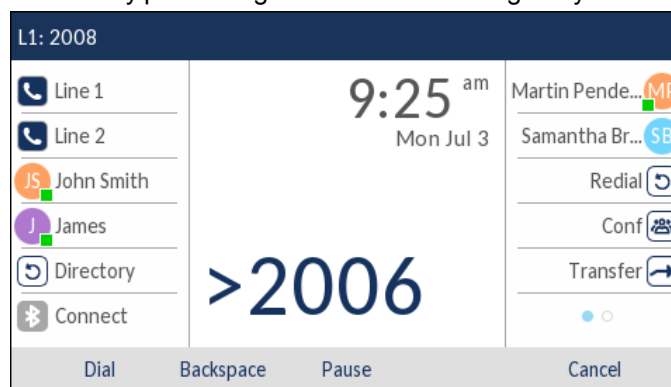 L1: 2008
Line 1
Line 2
JS John Smith
J James
Directory
Connect
9:25 am
Mon Jul 3
>2006
Martin Pende... MP
Samantha Br... SB
Redial
Conf
Transfer
Dial Backspace Pause Cancel